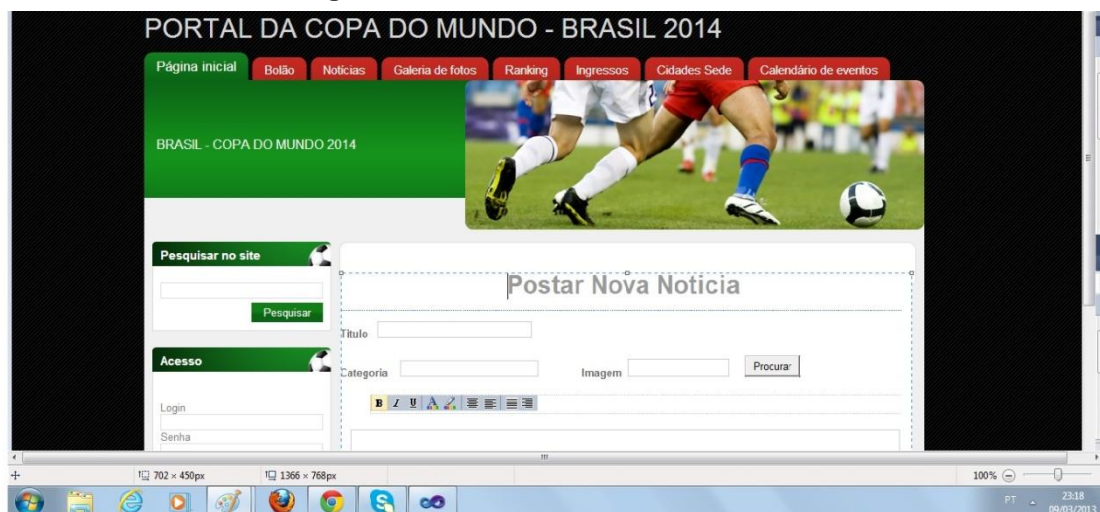 PORTAL DA COPA DO MUNDO - BRASIL 2014
Página inicial Bolão Notícias Galeria de fotos Ranking Ingressos Cidades Sede Calendário de eventos
BRASIL - COPA DO MUNDO 2014
Pesquisar no site
Postar Nova Noticia
Pesquisar
Titulo
Acesso
Categoria Imagem Procurar
B I U A
Login
Senha
702 × 450px 1366 × 768px 100%
PT 23:18
09/03/2013